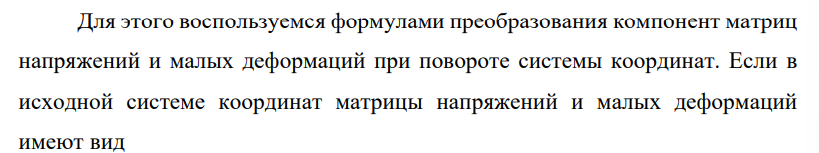 Для этого воспользуемся формулами преобразования компонент матриц
напряжений и малых деформаций при повороте системы координат. Если в
исходной системе координат матрицы напряжений и малых деформаций
имеют вид